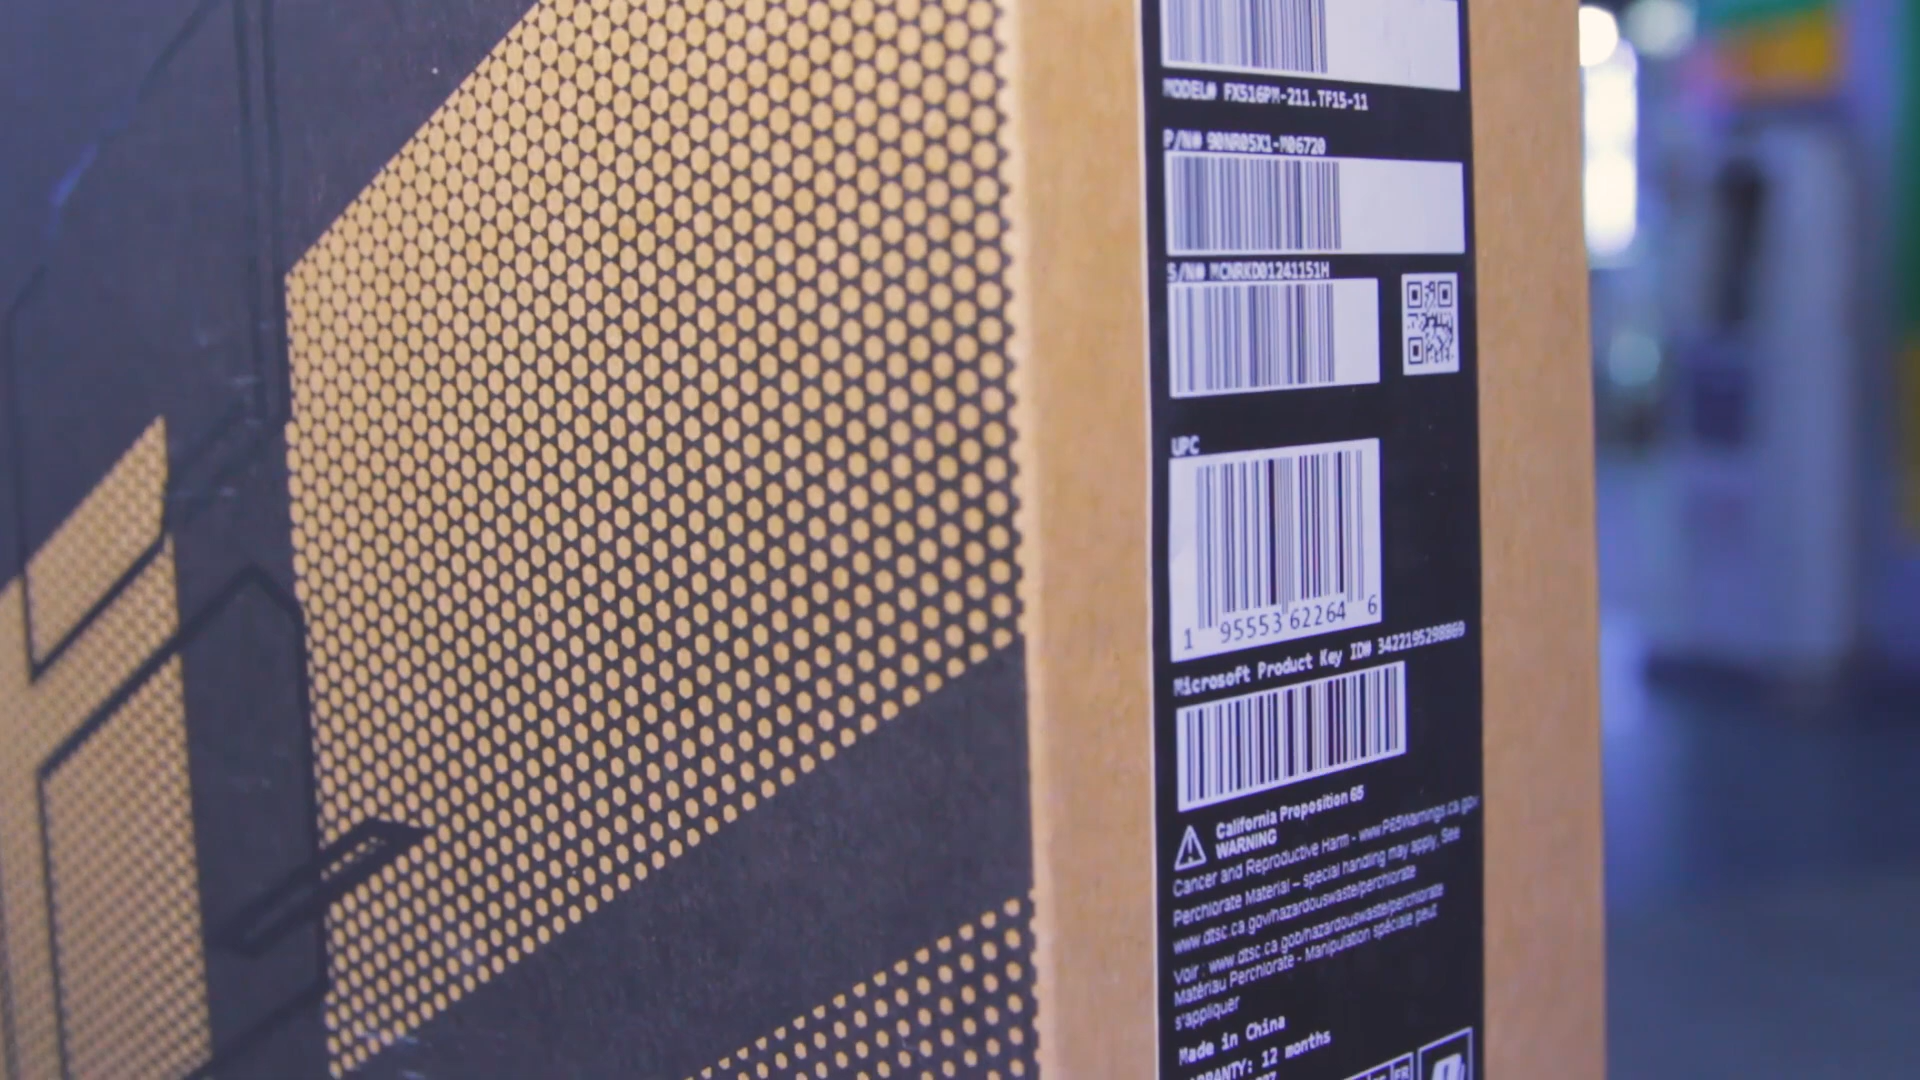 MODEL# FX516PM-211.TF15-11
P/N# 90NR05X1-M06720
S/N# MCNRKD01241151H
UPC
1 95553 62264 6
Microsoft Product Key ID# 3422195298869
California Proposition 65
WARNING
Cancer and Reproductive Harm - www.P65Warnings.ca.gov
Perchlorate Material – special handling may apply, See
www.dtsc.ca.gov/hazardouswaste/perchlorate
Voir : www.dtsc.ca.gob/hazardouswaste/perchlorate
Matériau Perchlorate - Manipulation spéciale peut
s'appliquer
Made in China
12 months